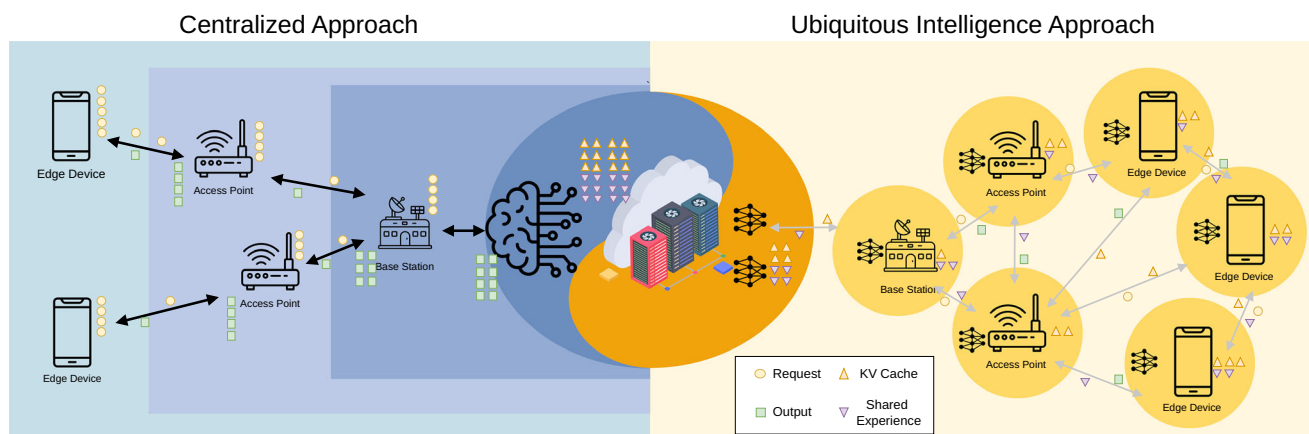 Centralized Approach
Ubiquitous Intelligence Approach
Edge Device
Access Point
Base Station
Access Point
Edge Device
Access Point
Edge Device
Edge Device
Base Station
Access Point
Edge Device
Request
KV Cache
Output
Shared
Experience